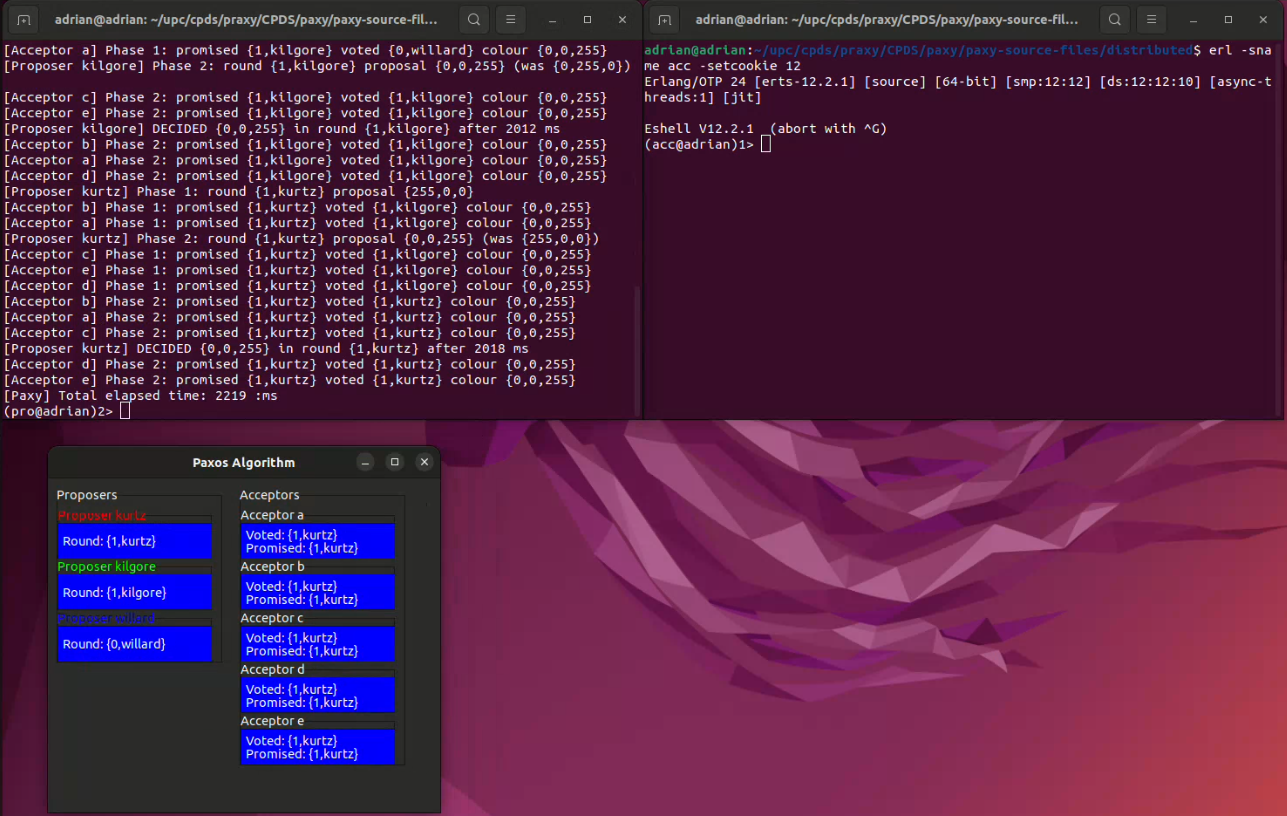 adrian@adrian: ~/upc/cpds/praxy/CPDS/paxy/paxy-source-fil...
[Acceptor a] Phase 1: promised {1,kilgore} voted {0,willard} colour {0,0,255}
[Proposer kilgore] Phase 2: round {1,kilgore} proposal {0,0,255} (was {0,255,0})
[Acceptor c] Phase 2: promised {1,kilgore} voted {1,kilgore} colour {0,0,255}
[Acceptor e] Phase 2: promised {1,kilgore} voted {1,kilgore} colour {0,0,255}
[Proposer kilgore] DECIDED {0,0,255} in round {1,kilgore} after 2012 ms
[Acceptor b] Phase 2: promised {1,kilgore} voted {1,kilgore} colour {0,0,255}
[Acceptor a] Phase 2: promised {1,kilgore} voted {1,kilgore} colour {0,0,255}
[Acceptor d] Phase 2: promised {1,kilgore} voted {1,kilgore} colour {0,0,255}
[Proposer kurtz] Phase 1: round {1,kurtz} proposal {255,0,0}
[Acceptor b] Phase 1: promised {1,kurtz} voted {1,kilgore} colour {0,0,255}
[Acceptor a] Phase 1: promised {1,kurtz} voted {1,kilgore} colour {0,0,255}
[Proposer kurtz] Phase 2: round {1,kurtz} proposal {0,0,255} (was {255,0,0})
[Acceptor c] Phase 1: promised {1,kurtz} voted {1,kilgore} colour {0,0,255}
[Acceptor e] Phase 1: promised {1,kurtz} voted {1,kilgore} colour {0,0,255}
[Acceptor d] Phase 1: promised {1,kurtz} voted {1,kilgore} colour {0,0,255}
[Acceptor b] Phase 2: promised {1,kurtz} voted {1,kurtz} colour {0,0,255}
[Acceptor a] Phase 2: promised {1,kurtz} voted {1,kurtz} colour {0,0,255}
[Acceptor c] Phase 2: promised {1,kurtz} voted {1,kurtz} colour {0,0,255}
[Proposer kurtz] DECIDED {0,0,255} in round {1,kurtz} after 2018 ms
[Acceptor d] Phase 2: promised {1,kurtz} voted {1,kurtz} colour {0,0,255}
[Acceptor e] Phase 2: promised {1,kurtz} voted {1,kurtz} colour {0,0,255}
[Paxy] Total elapsed time: 2219 :ms
(pro@adrian)2>
adrian@adrian: ~/upc/cpds/praxy/CPDS/paxy/paxy-source-fil...
adrian@adrian:~/upc/cpds/praxy/CPDS/paxy/paxy-source-files/distributed$ erl -sna
me acc -setcookie 12
Erlang/OTP 24 [erts-12.2.1] [source] [64-bit] [smp:12:12] [ds:12:12:10] [async-t
hreads:1] [jit]
Eshell V12.2.1  (abort with ^G)
(acc@adrian)1>
Paxos Algorithm
Proposers
Proposer kurtz
Round: {1,kurtz}
Proposer kilgore
Round: {1,kilgore}
Proposer willard
Round: {0,willard}
Acceptors
Acceptor a
Voted: {1,kurtz}
Promised: {1,kurtz}
Acceptor b
Voted: {1,kurtz}
Promised: {1,kurtz}
Acceptor c
Voted: {1,kurtz}
Promised: {1,kurtz}
Acceptor d
Voted: {1,kurtz}
Promised: {1,kurtz}
Acceptor e
Voted: {1,kurtz}
Promised: {1,kurtz}